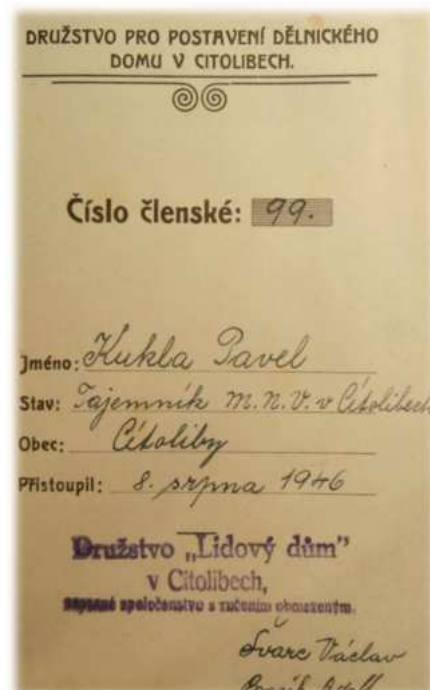 DRUŽSTVO PRO POSTAVENÍ DĚLNICKÉHO
DOMU V CITOLIBECH.
Číslo členské: 99.
Jméno: Kukla Pavel
Stav: Tajemník M.N.V. v Citolibech
Obec: Citoliby
Přistoupil: 8. srpna 1946
Družstvo „Lidový dům"
v Citolibech,
zapsané společenstvo s ručením obmezeným.
Švarc Václav